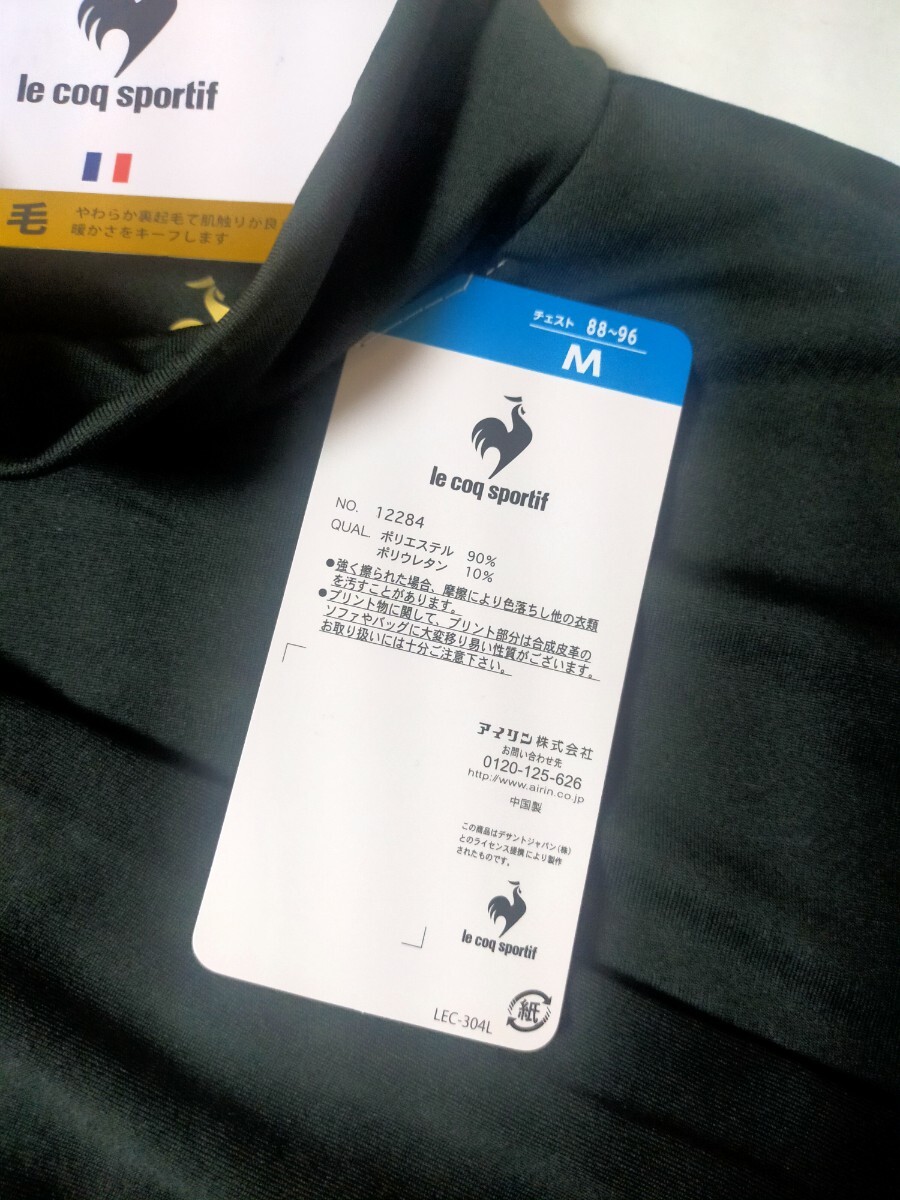 le coq sportif
毛
やわらか裏起毛で肌触りが良
暖かさをキープします
チェスト 88~96
M
le coq sportif
NO. 12284
QUAL. ポリエステル 90%
ポリウレタン 10%
●強く擦られた場合、摩擦により色落ちし他の衣類
を汚すことがあります。
●プリント物に関して、プリント部分は合成皮革の
ソファやバッグに大変移り易い性質がございます。
お取り扱いには十分ご注意下さい。
アイリン株式会社
お問い合わせ先
0120-125-626
http://www.airin.co.jp
中国製
この商品はデサントジャパン(株)
とのライセンス提携により製作
されたものです。
le coq sportif
LEC-304L
紙